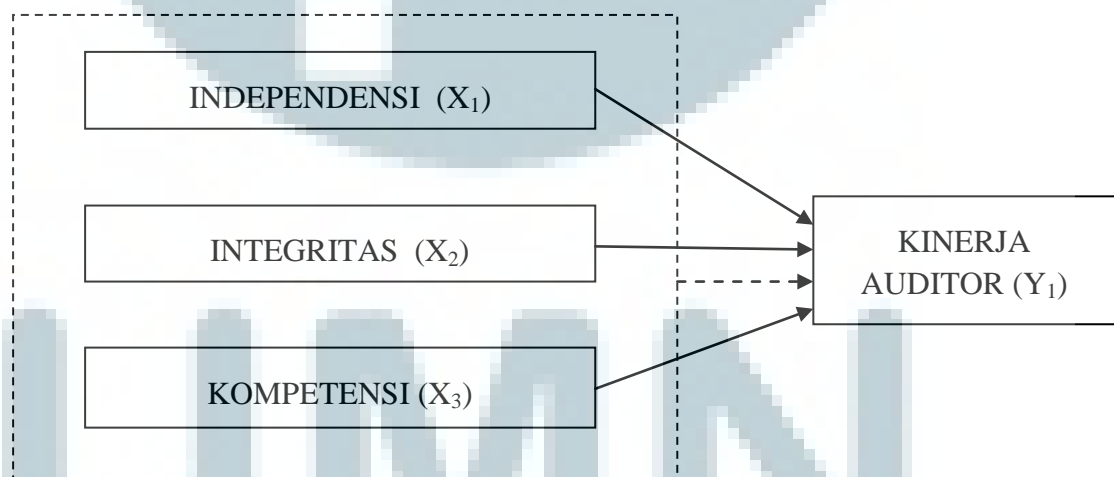 INDEPENDENSI (X₁)
INTEGRITAS (X₂)
KINERJA
AUDITOR (Y₁)
KOMPETENSI (X₃)